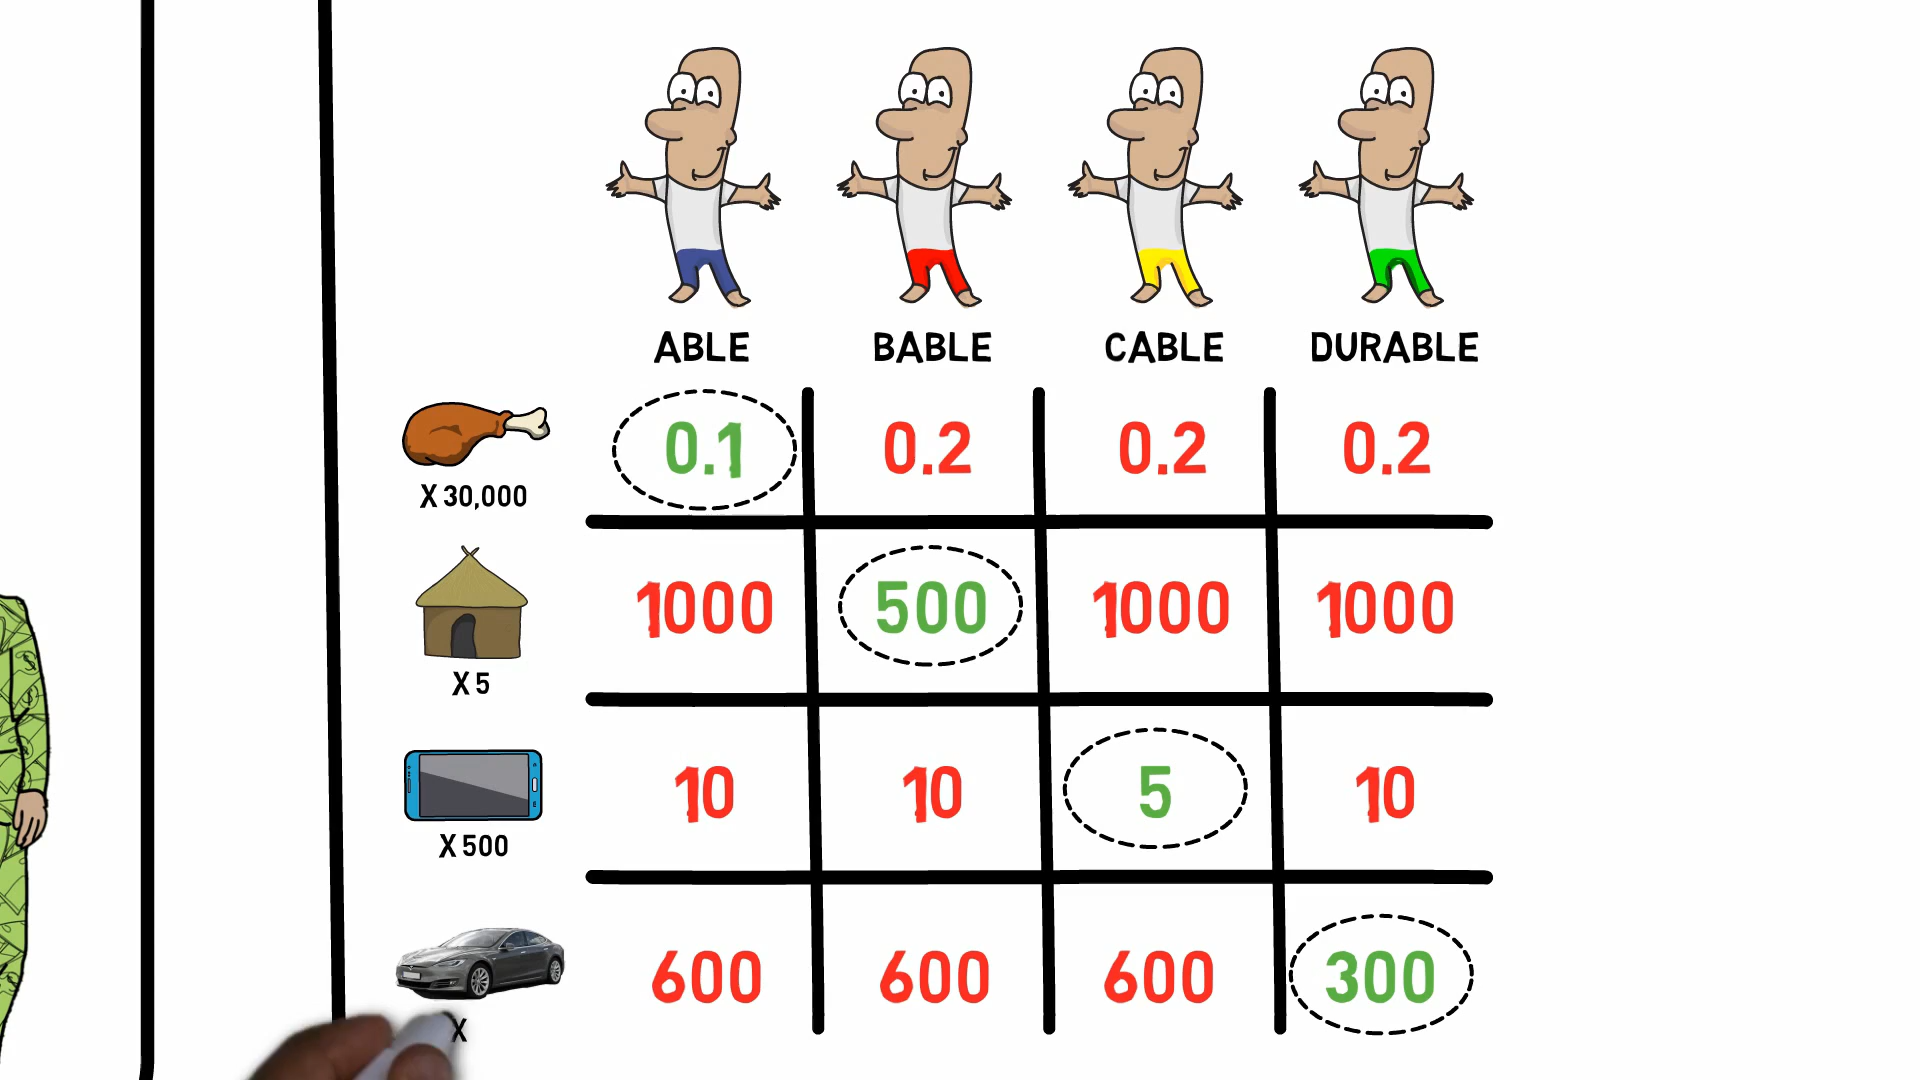 ABLE BABLE CABLE DURABLE
0.1 0.2 0.2 0.2
X 30,000
1000 500 1000 1000
X 5
10 10 5 10
X 500
600 600 600 300
X